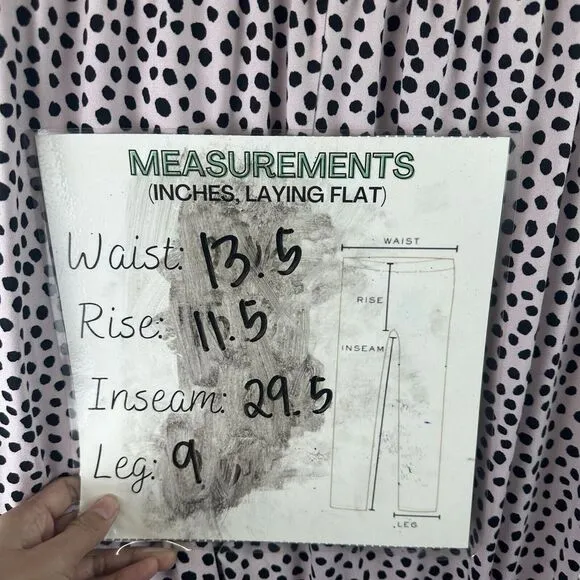 MEASUREMENTS
(INCHES, LAYING FLAT)
Waist: 13.5
Rise: 11.5
Inseam: 29.5
Leg: 9
WAIST
RISE
INSEAM
LEG